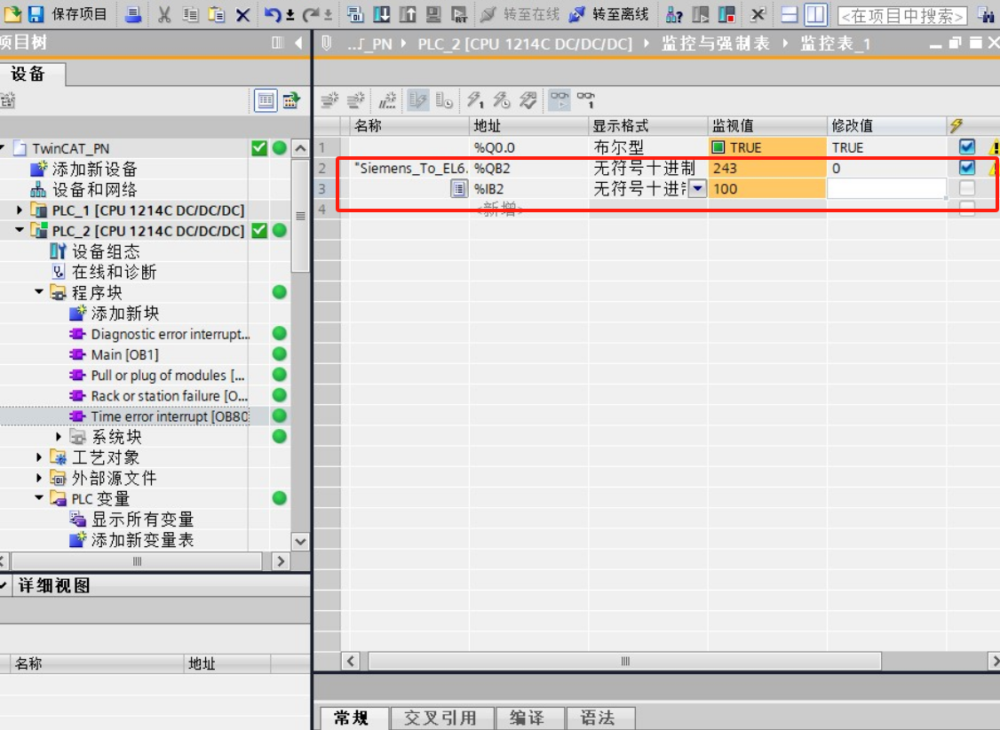 保存项目 转至在线 转至离线 <在项目中搜索>
项目树
..._PN PLC_2 [CPU 1214C DC/DC/DC] 监控与强制表 监控表_1
设备
名称 地址 显示格式 监视值 修改值
1 %Q0.0 布尔型 TRUE TRUE
2 "Siemens_To_EL6. %QB2 无符号十进制 243 0
3 %IB2 无符号十进 100
4 <新增>
TwinCAT_PN
添加新设备
设备和网络
PLC_1 [CPU 1214C DC/DC/DC]
PLC_2 [CPU 1214C DC/DC/DC]
设备组态
在线和诊断
程序块
添加新块
Diagnostic error interrupt...
Main [OB1]
Pull or plug of modules [...
Rack or station failure [O...
Time error interrupt [OB80
系统块
工艺对象
外部源文件
PLC 变量
显示所有变量
添加新变量表
详细视图
名称 地址
常规 交叉引用 编译 语法